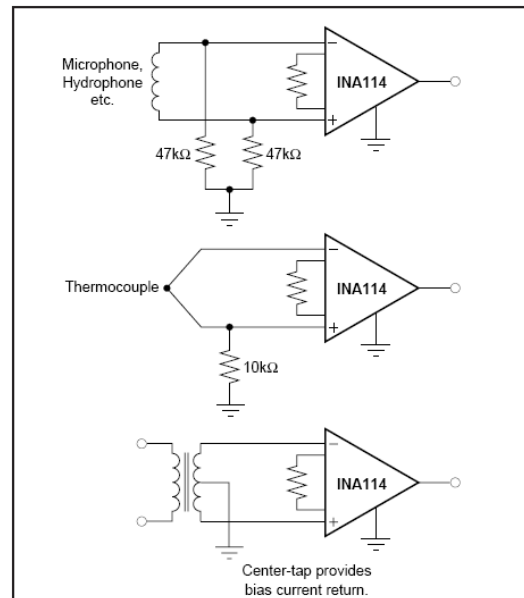 Microphone,
Hydrophone
etc.
−
INA114
+
47kΩ 47kΩ
Thermocouple
−
INA114
+
10kΩ
−
INA114
+
Center-tap provides
bias current return.